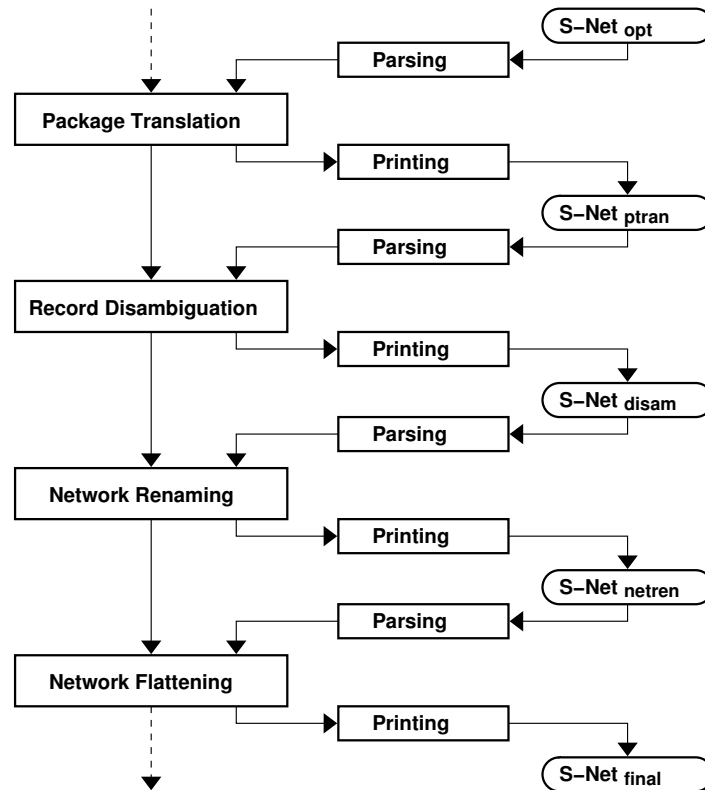 S–Net opt
Parsing
Package Translation
Printing
S–Net ptran
Parsing
Record Disambiguation
Printing
S–Net disam
Parsing
Network Renaming
Printing
S–Net netren
Parsing
Network Flattening
Printing
S–Net final